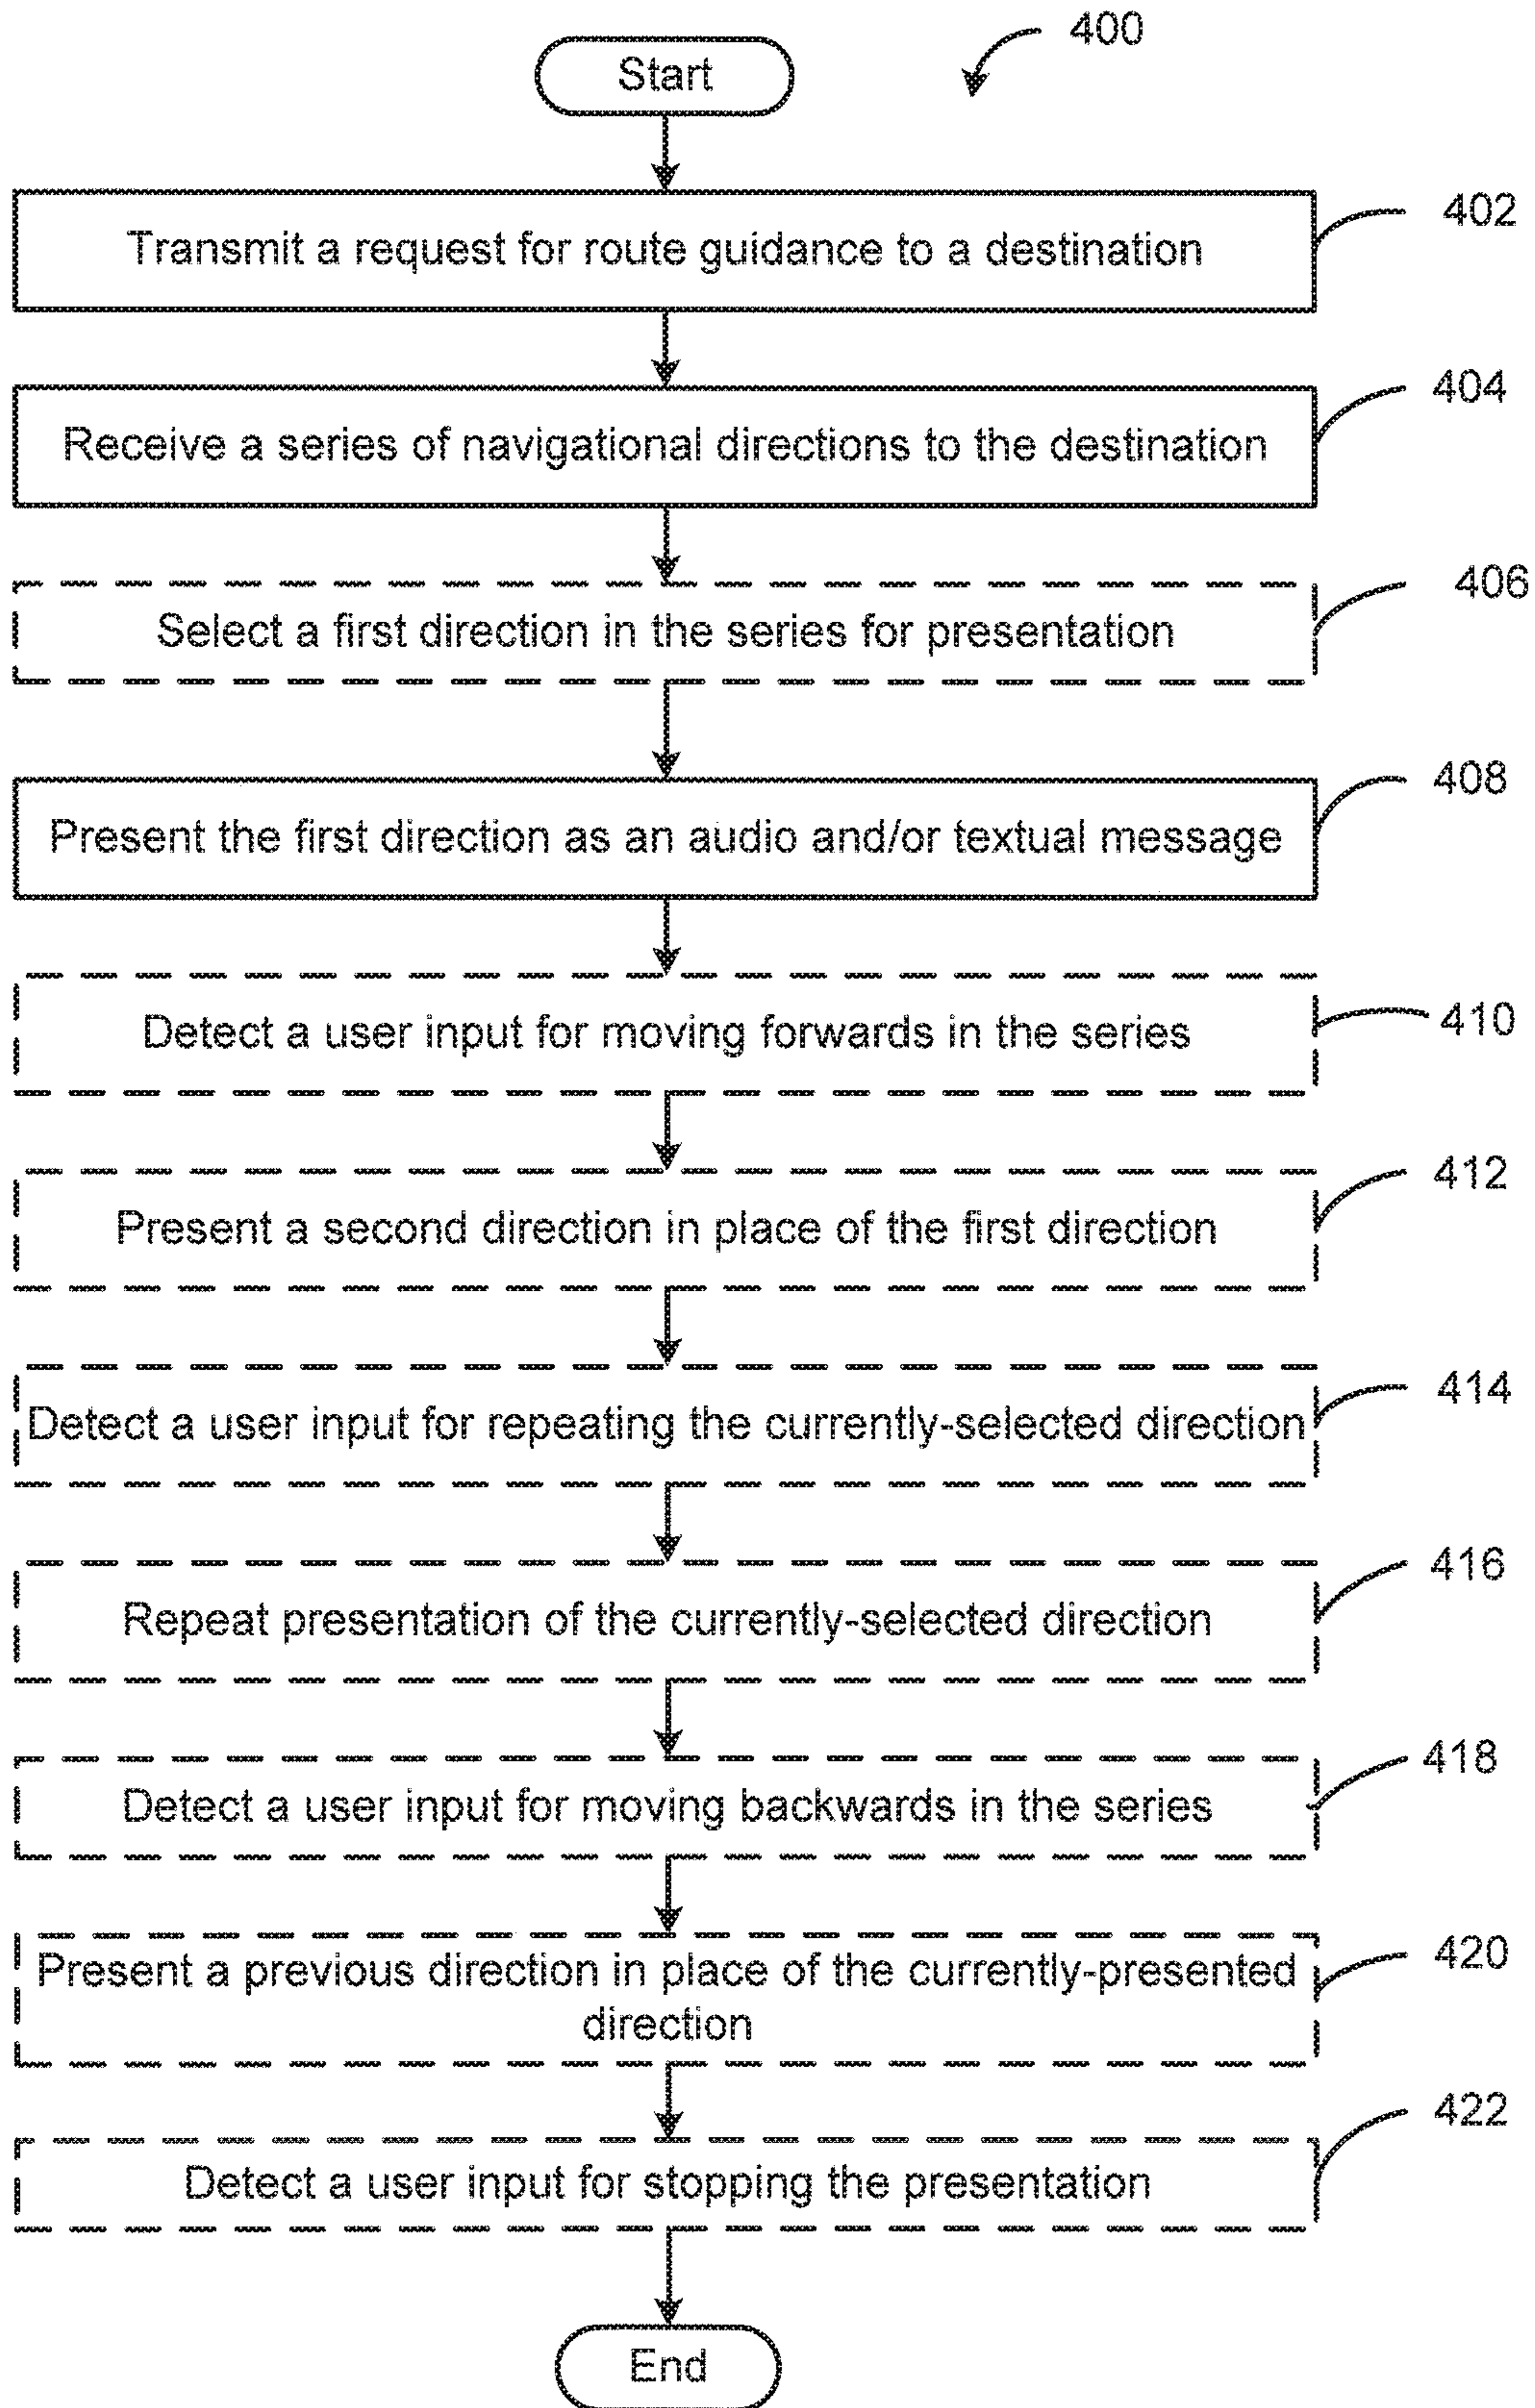 400
Start
Transmit a request for route guidance to a destination
402
Receive a series of navigational directions to the destination
404
Select a first direction in the series for presentation
406
Present the first direction as an audio and/or textual message
408
Detect a user input for moving forwards in the series
410
Present a second direction in place of the first direction
412
Detect a user input for repeating the currently-selected direction
414
Repeat presentation of the currently-selected direction
416
Detect a user input for moving backwards in the series
418
Present a previous direction in place of the currently-presented
direction
420
Detect a user input for stopping the presentation
422
End